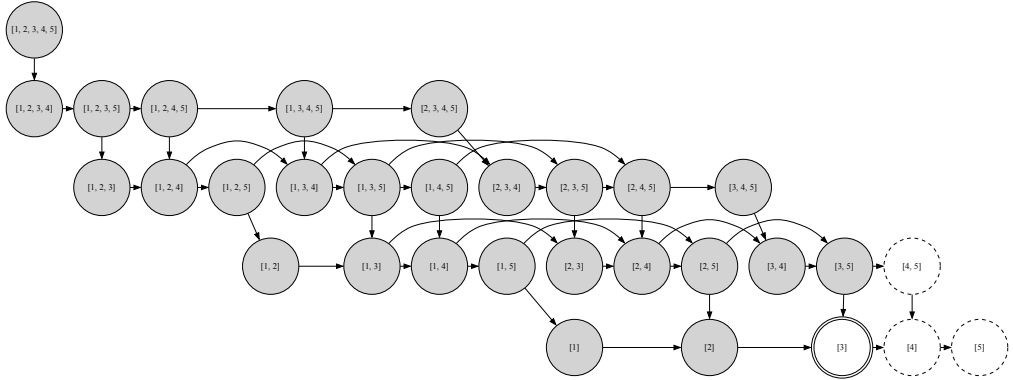 [1, 2, 3, 4, 5]
[1, 2, 3, 4] [1, 2, 3, 5] [1, 2, 4, 5] [1, 3, 4, 5] [2, 3, 4, 5]
[1, 2, 3] [1, 2, 4] [1, 2, 5] [1, 3, 4] [1, 3, 5] [1, 4, 5] [2, 3, 4] [2, 3, 5] [2, 4, 5] [3, 4, 5]
[1, 2] [1, 3] [1, 4] [1, 5] [2, 3] [2, 4] [2, 5] [3, 4] [3, 5] [4, 5]
[1] [2] [3] [4] [5]